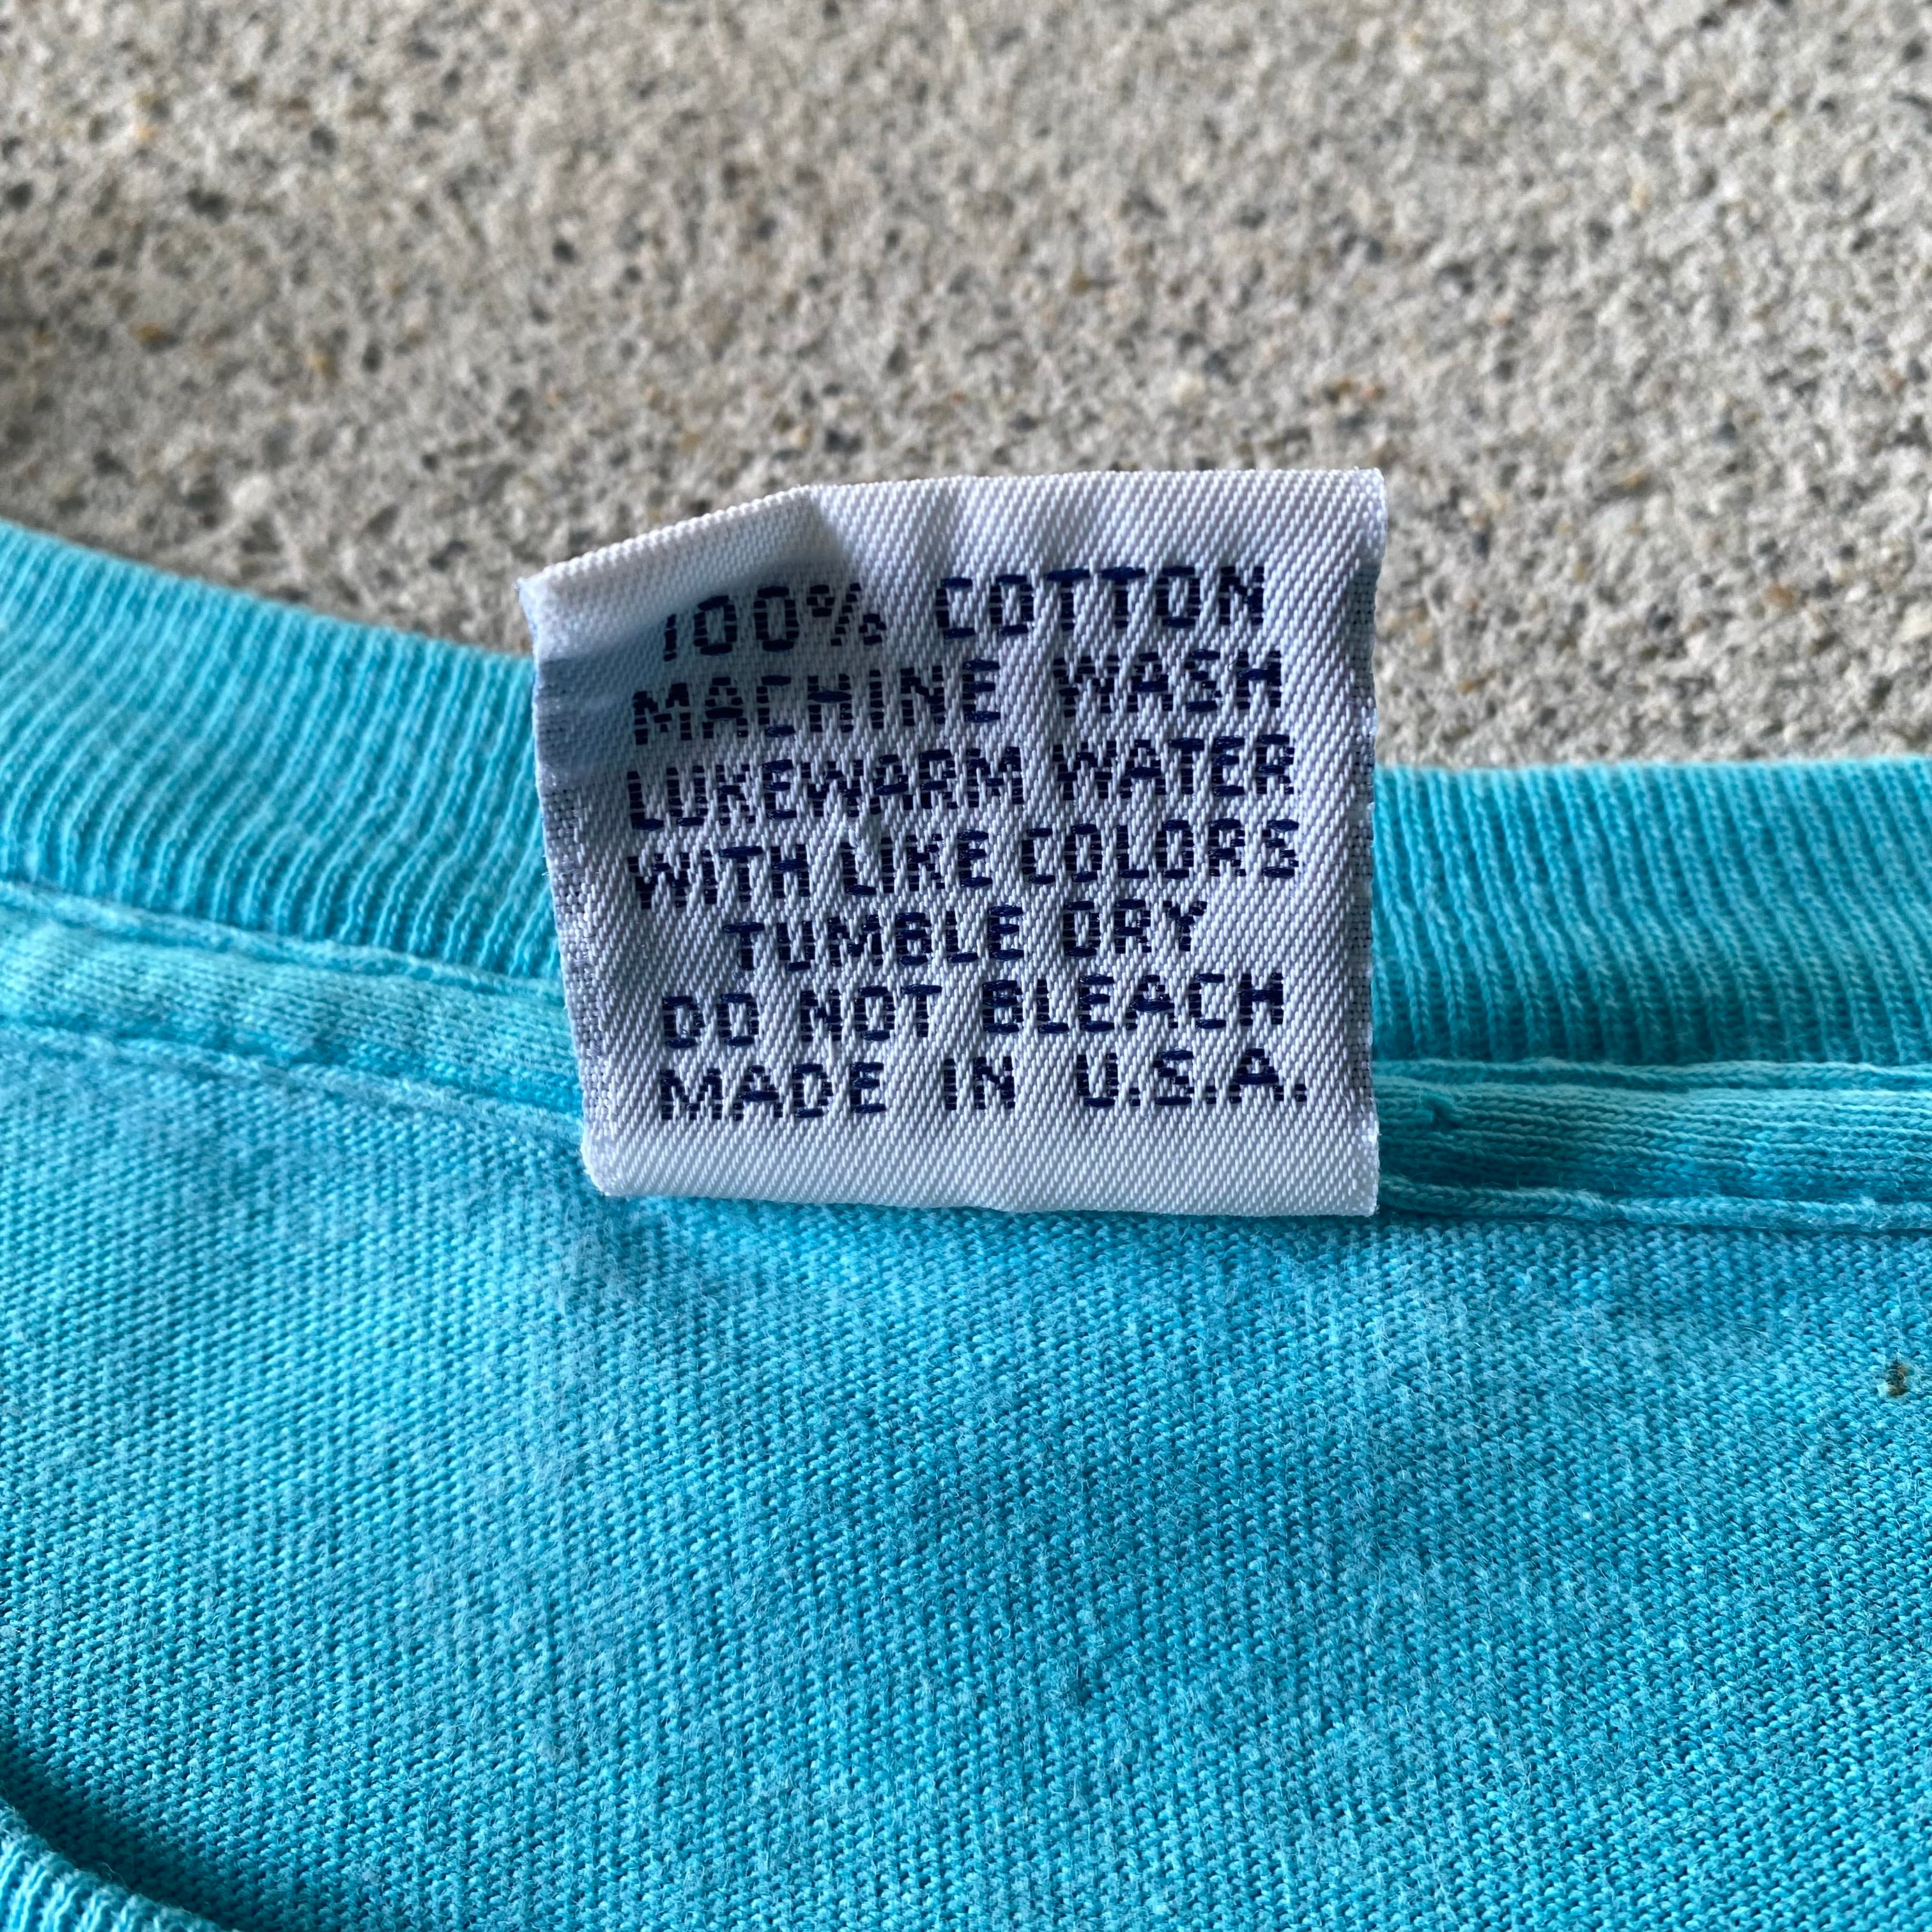 100% COTTON
MACHINE WASH
LUKEWARM WATER
WITH LIKE COLORS
TUMBLE DRY
DO NOT BLEACH
MADE IN U.S.A.